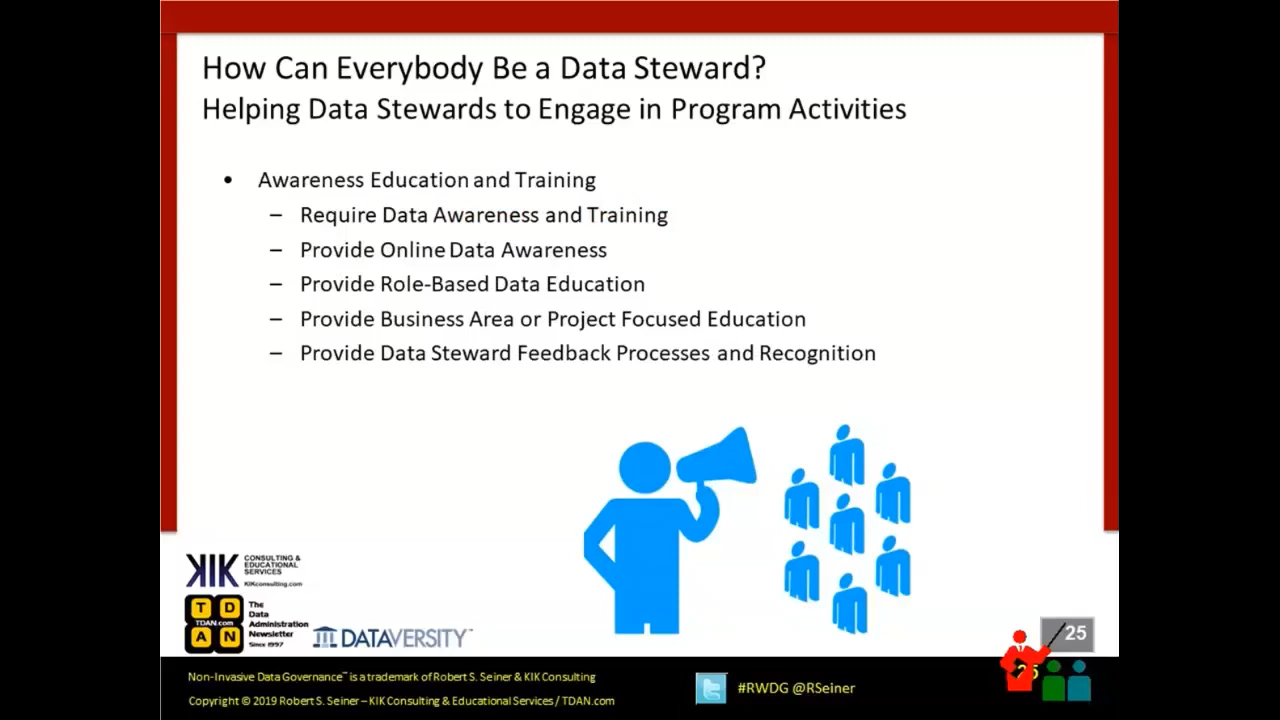 How Can Everybody Be a Data Steward?
Helping Data Stewards to Engage in Program Activities
• Awareness Education and Training
– Require Data Awareness and Training
– Provide Online Data Awareness
– Provide Role-Based Data Education
– Provide Business Area or Project Focused Education
– Provide Data Steward Feedback Processes and Recognition
KIK CONSULTING &
EDUCATIONAL
SERVICES
KIKconsulting.com
T D
TDAN.com
A N
The
Data
Administration
Newsletter
Since 1997
DATAVERSITY™
25
25
Non-Invasive Data Governance™ is a trademark of Robert S. Seiner & KIK Consulting
#RWDG @RSeiner
Copyright © 2019 Robert S. Seiner – KIK Consulting & Educational Services / TDAN.com